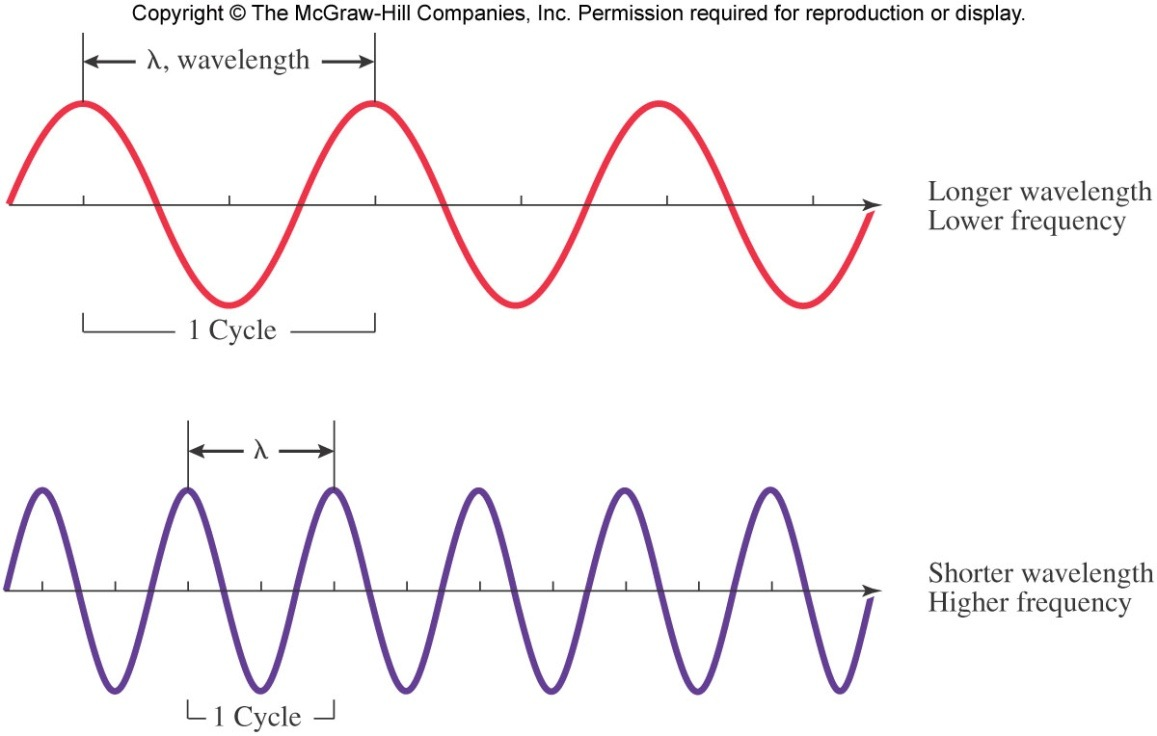 Copyright © The McGraw-Hill Companies, Inc. Permission required for reproduction or display.
λ, wavelength
Longer wavelength
Lower frequency
1 Cycle
λ
Shorter wavelength
Higher frequency
1 Cycle